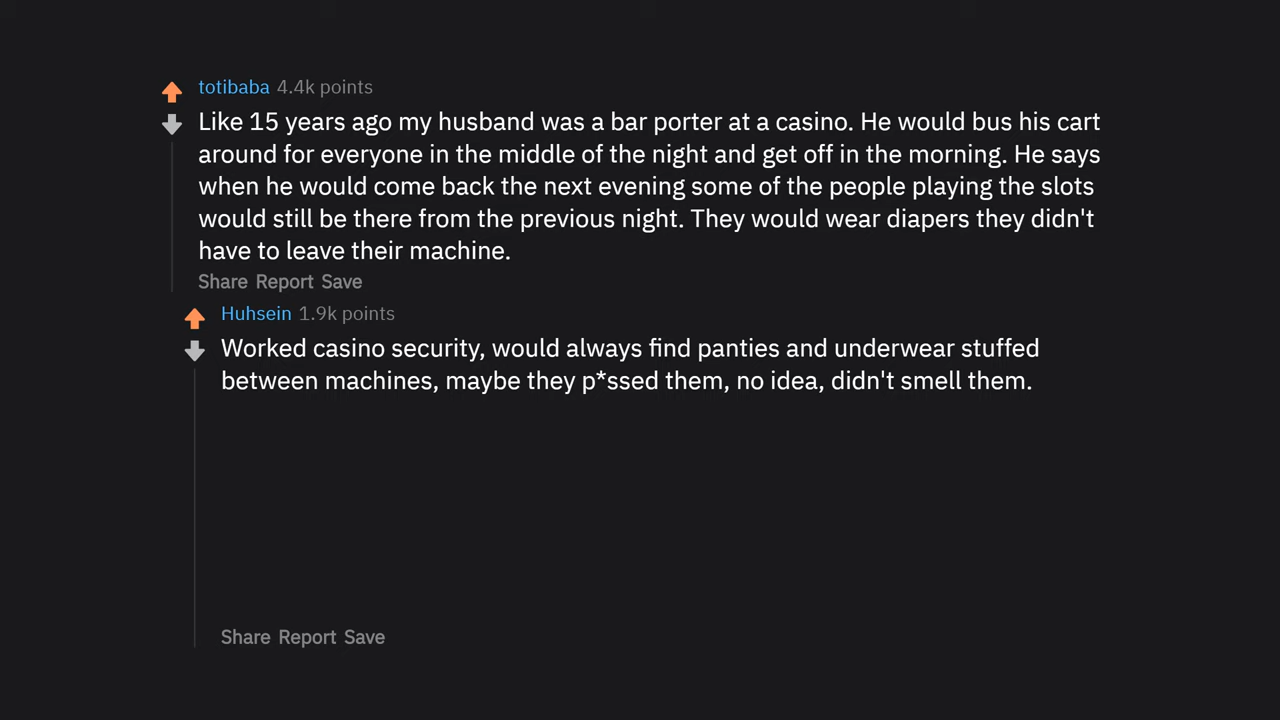 totibaba 4.4k points
Like 15 years ago my husband was a bar porter at a casino. He would bus his cart
around for everyone in the middle of the night and get off in the morning. He says
when he would come back the next evening some of the people playing the slots
would still be there from the previous night. They would wear diapers they didn't
have to leave their machine.
Share Report Save
Huhsein 1.9k points
Worked casino security, would always find panties and underwear stuffed
between machines, maybe they p*ssed them, no idea, didn't smell them.
Share Report Save